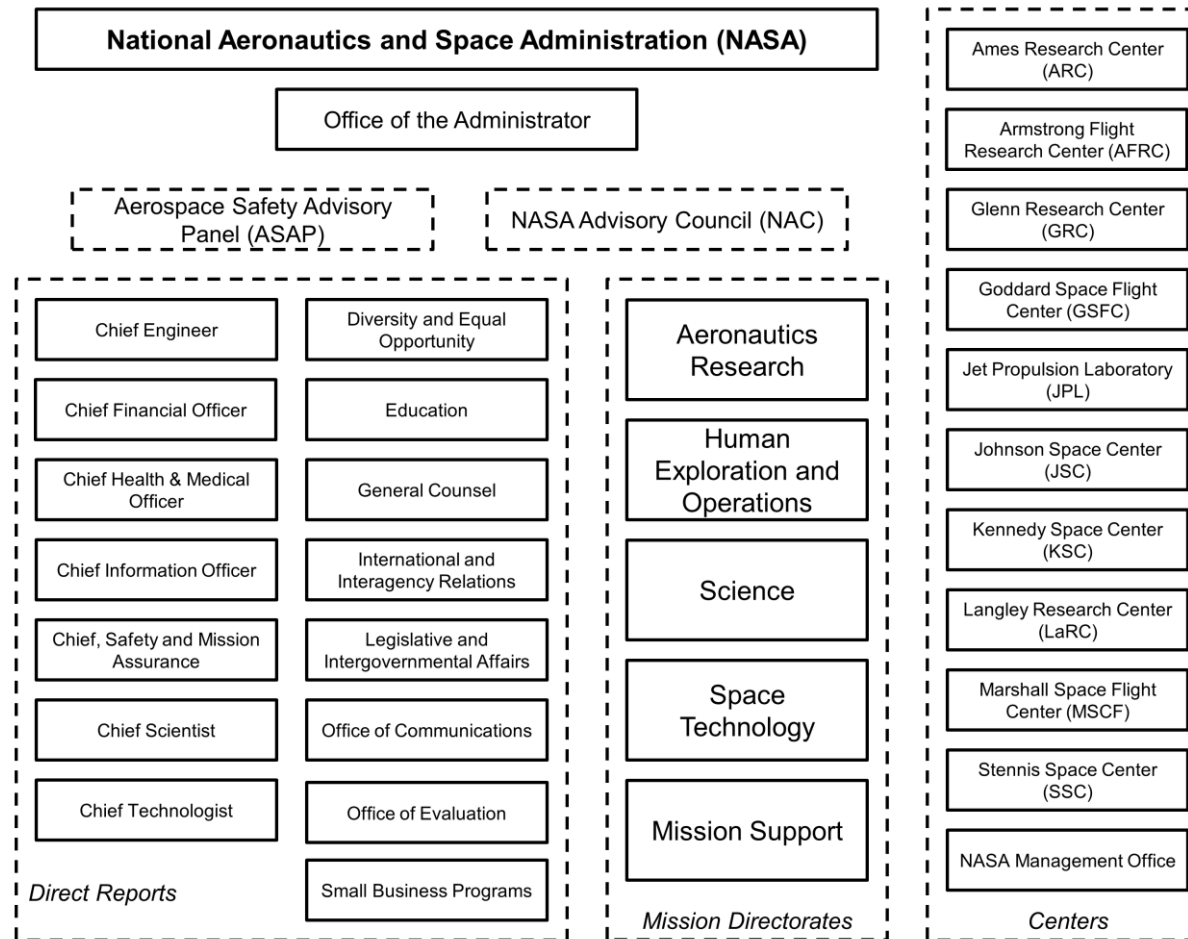 National Aeronautics and Space Administration (NASA)
Office of the Administrator
Aerospace Safety Advisory
Panel (ASAP)
NASA Advisory Council (NAC)
Chief Engineer
Chief Financial Officer
Chief Health & Medical
Officer
Chief Information Officer
Chief, Safety and Mission
Assurance
Chief Scientist
Chief Technologist
Diversity and Equal
Opportunity
Education
General Counsel
International and
Interagency Relations
Legislative and
Intergovernmental Affairs
Office of Communications
Office of Evaluation
Small Business Programs
Direct Reports
Aeronautics
Research
Human
Exploration and
Operations
Science
Space
Technology
Mission Support
Mission Directorates
Ames Research Center
(ARC)
Armstrong Flight
Research Center (AFRC)
Glenn Research Center
(GRC)
Goddard Space Flight
Center (GSFC)
Jet Propulsion Laboratory
(JPL)
Johnson Space Center
(JSC)
Kennedy Space Center
(KSC)
Langley Research Center
(LaRC)
Marshall Space Flight
Center (MSCF)
Stennis Space Center
(SSC)
NASA Management Office
Centers